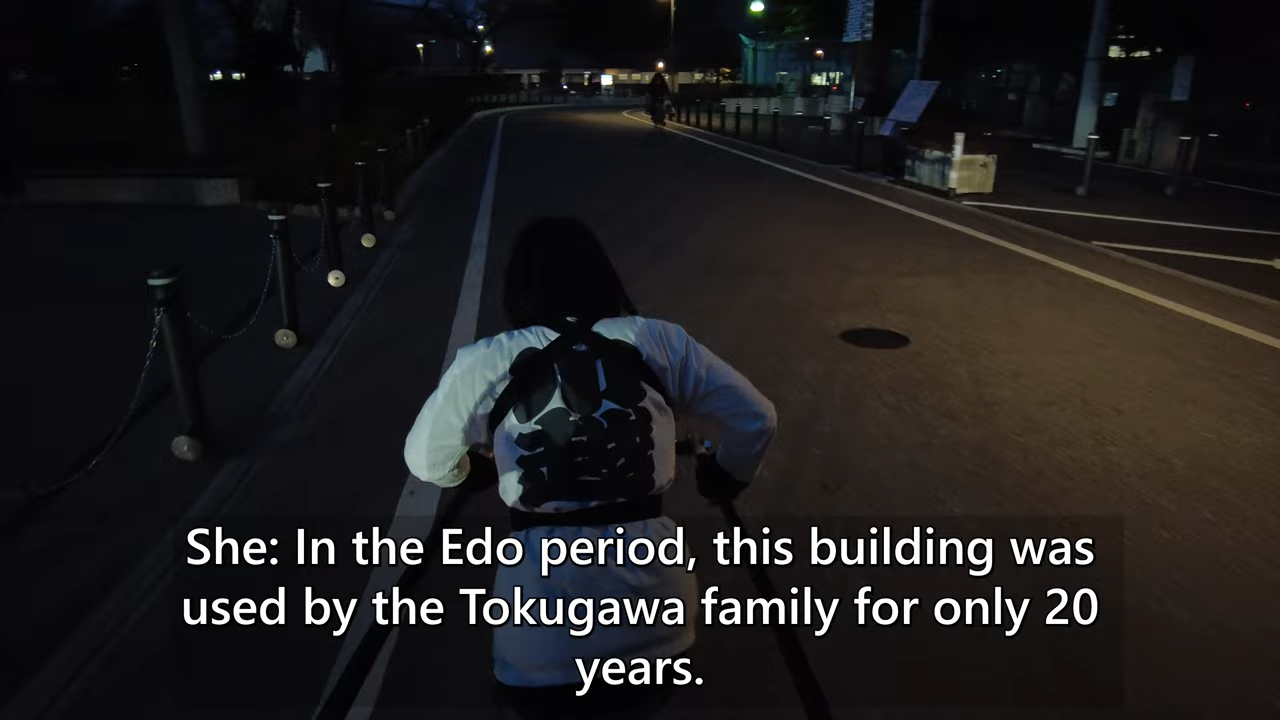 She: In the Edo period, this building was
used by the Tokugawa family for only 20
years.